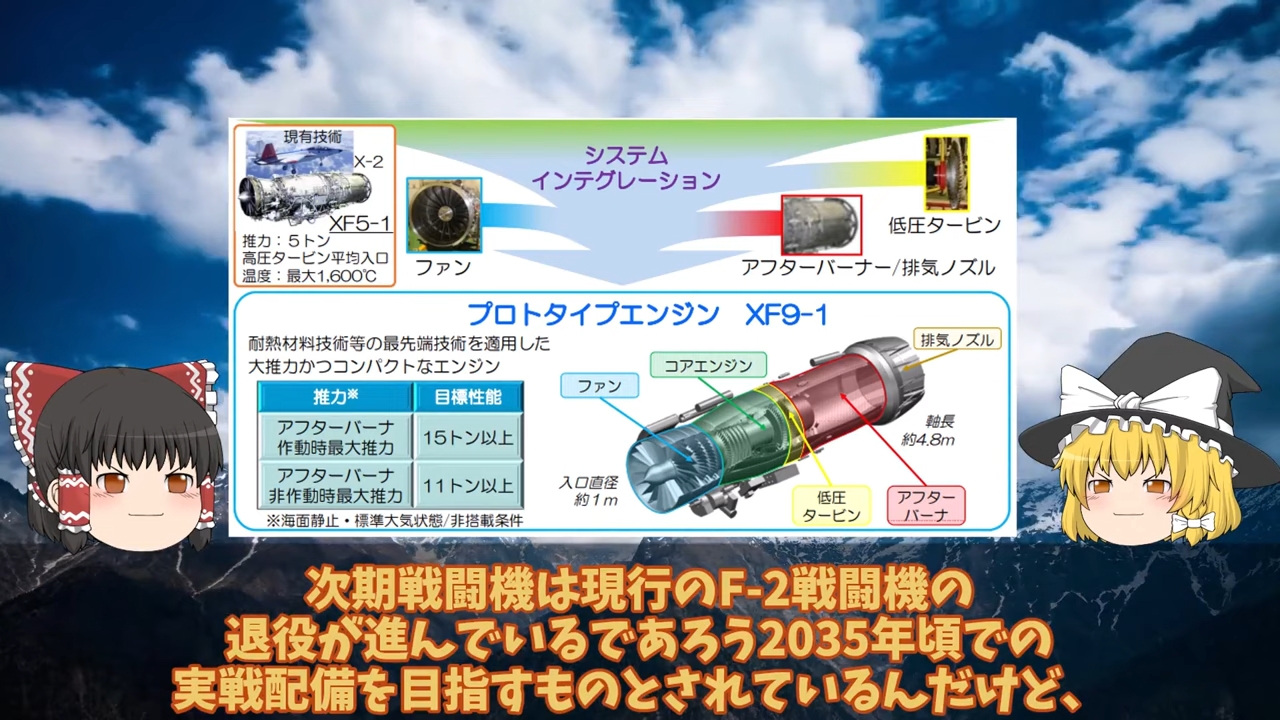 現有技術
X-2
XF5-1
推力：５トン
高圧タービン平均入口
温度：最大1,600℃
システム
インテグレーション
ファン
アフターバーナー/排気ノズル
低圧タービン
プロトタイプエンジン　XF9-1
耐熱材料技術等の最先端技術を適用した
大推力かつコンパクトなエンジン
推力※
目標性能
アフターバーナ
作動時最大推力
15トン以上
アフターバーナ
非作動時最大推力
11トン以上
※海面静止・標準大気状態/非搭載条件
ファン
コアエンジン
排気ノズル
軸長
約4.8m
入口直径
約１ｍ
低圧
タービン
アフター
バーナ
次期戦闘機は現行のF-2戦闘機の
退役が進んでいるであろう2035年頃での
実戦配備を目指すものとされているんだけど、